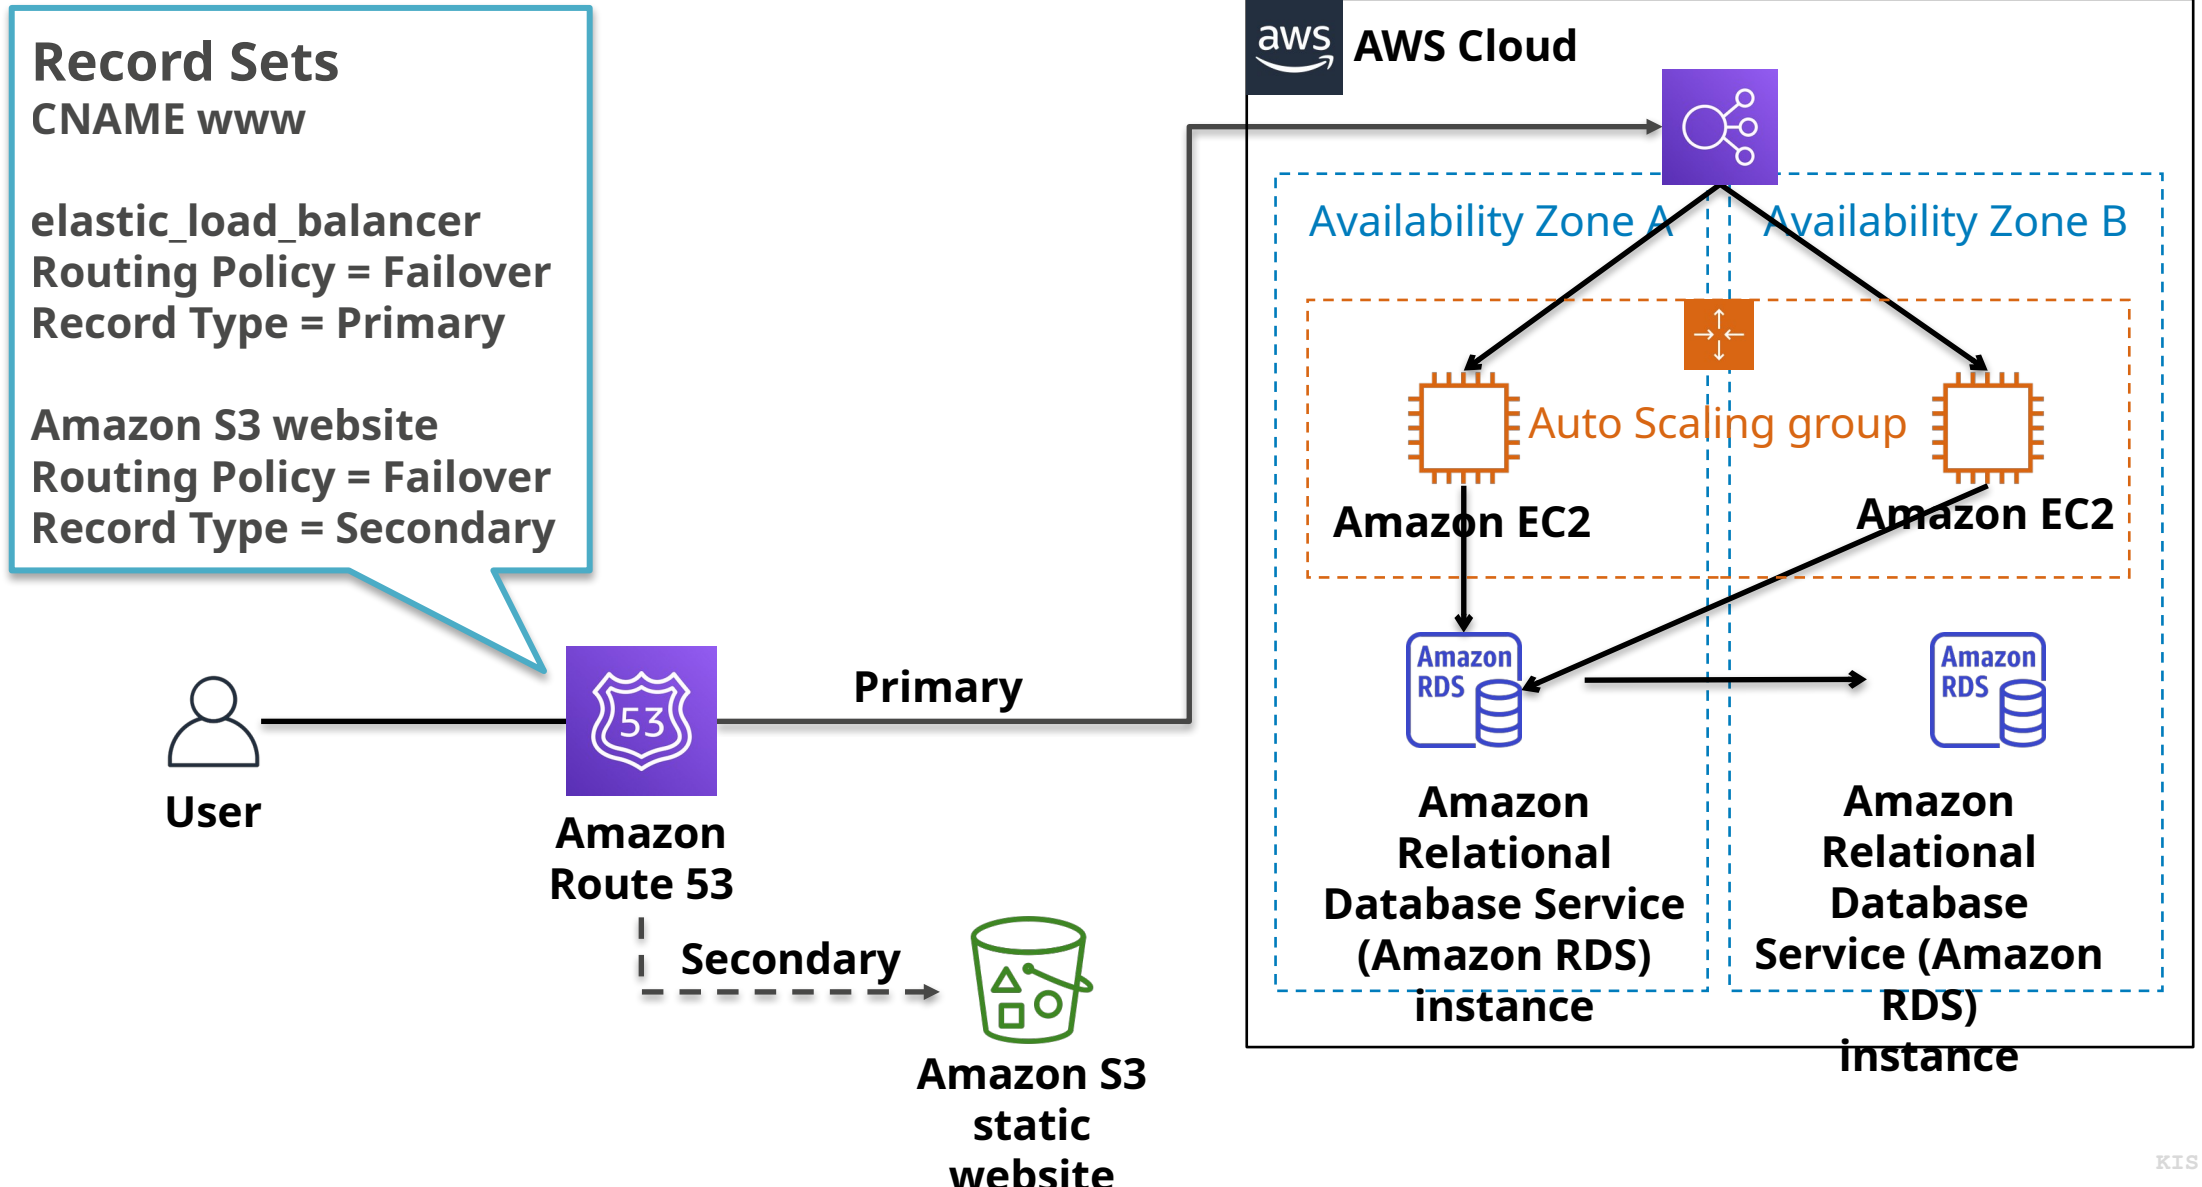 Record Sets
CNAME www
elastic_load_balancer
Routing Policy = Failover
Record Type = Primary
Amazon S3 website
Routing Policy = Failover
Record Type = Secondary
User
53
Amazon
Route 53
Primary
Secondary
Amazon S3
static
website
aws
AWS Cloud
Availability Zone A
Availability Zone B
Auto Scaling group
Amazon EC2
Amazon EC2
Amazon
RDS
Amazon
RDS
Amazon
Relational
Database Service
(Amazon RDS)
instance
Amazon
Relational
Database
Service (Amazon
RDS)
instance
KIS